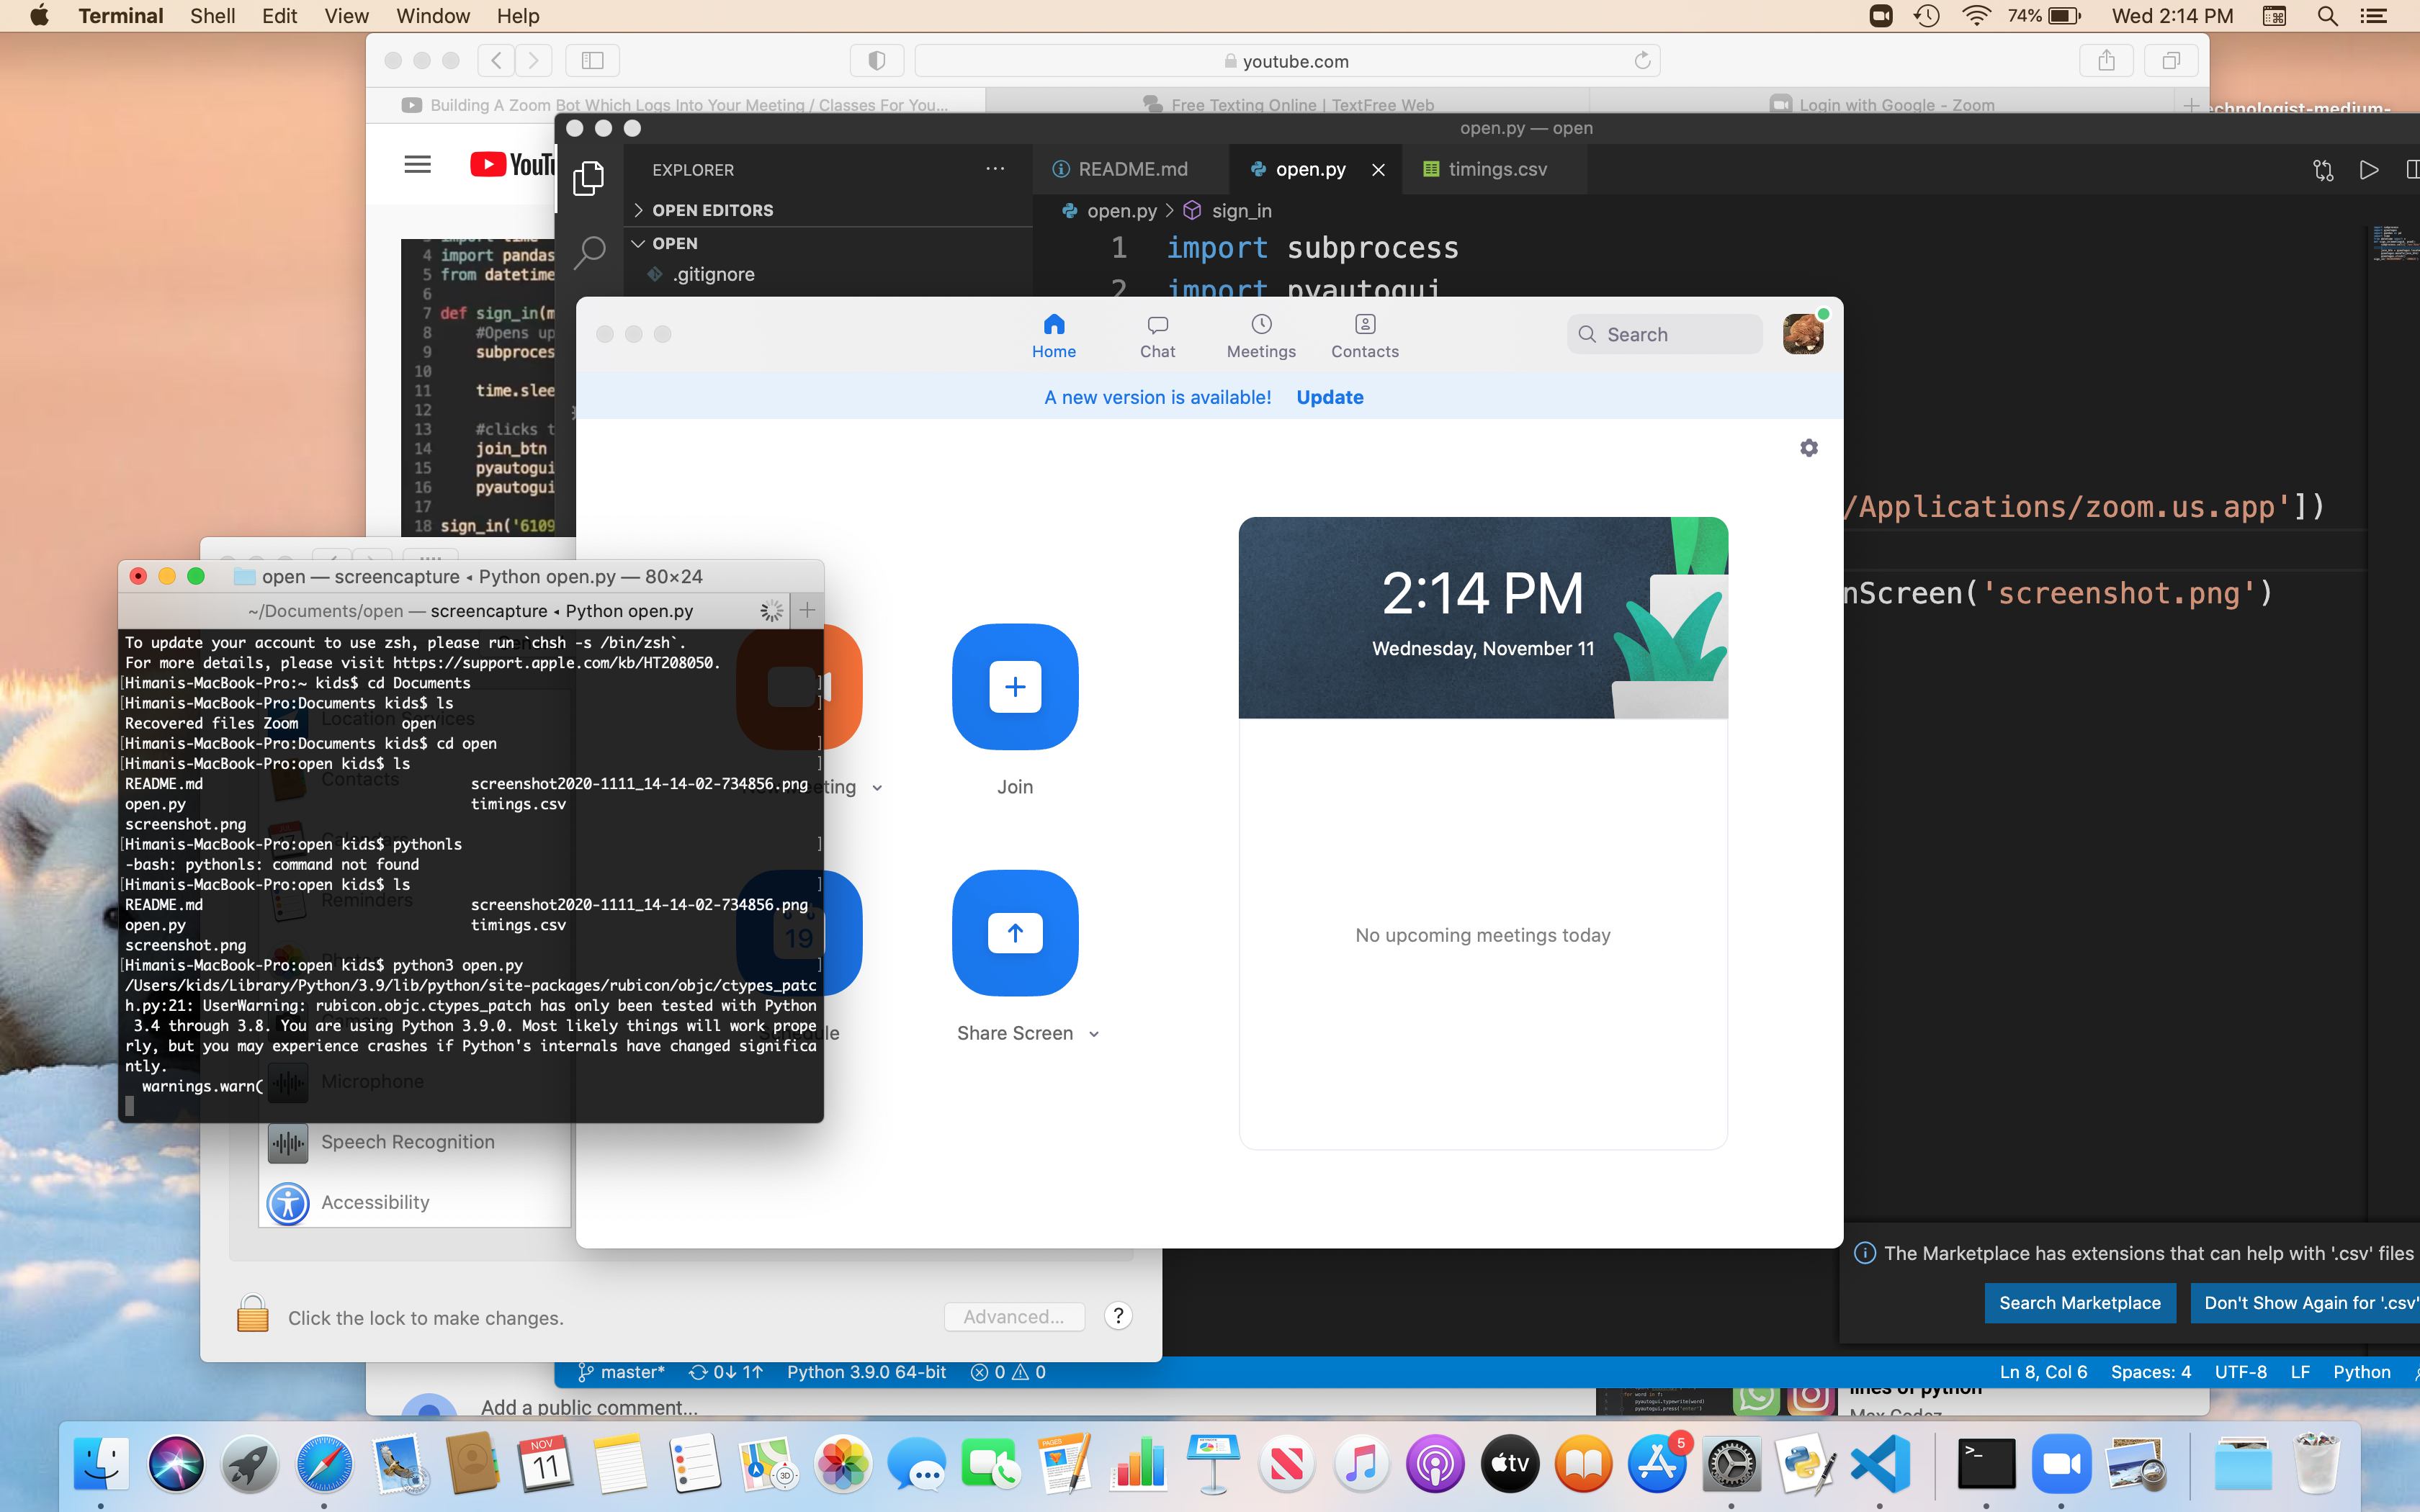 Terminal Shell Edit View Window Help
74% Wed 2:14 PM
youtube.com
Building A Zoom Bot Which Logs Into Your Meeting / Classes For You...
Free Texting Online | TextFree Web
Login with Google - Zoom
echnologist-medium-
open.py — open
EXPLORER
README.md
open.py
timings.csv
OPEN EDITORS
open.py > sign_in
OPEN
.gitignore
1 import subprocess
2 import pyautogui
4 import pandas
5 from datetime
6
7 def sign_in(m
8 #Opens up
9 subproces
10
11 time.slee
12
13 #clicks t
14 join_btn
15 pyautogui
16 pyautogui
17
18 sign_in('6109
Home
Chat
Meetings
Contacts
Search
A new version is available! Update
/Applications/zoom.us.app'])
nScreen('screenshot.png')
2:14 PM
Wednesday, November 11
No upcoming meetings today
Join
19
Share Screen
open — screencapture ◂ Python open.py — 80×24
~/Documents/open — screencapture ◂ Python open.py
To update your account to use zsh, please run `chsh -s /bin/zsh`.
For more details, please visit https://support.apple.com/kb/HT208050.
[Himanis-MacBook-Pro:~ kids$ cd Documents ]
[Himanis-MacBook-Pro:Documents kids$ ls ]
Recovered files Zoom open
[Himanis-MacBook-Pro:Documents kids$ cd open ]
[Himanis-MacBook-Pro:open kids$ ls ]
README.md screenshot2020-1111_14-14-02-734856.png
open.py timings.csv
screenshot.png
[Himanis-MacBook-Pro:open kids$ pythonls ]
-bash: pythonls: command not found
[Himanis-MacBook-Pro:open kids$ ls ]
README.md screenshot2020-1111_14-14-02-734856.png
open.py timings.csv
screenshot.png
[Himanis-MacBook-Pro:open kids$ python3 open.py ]
/Users/kids/Library/Python/3.9/lib/python/site-packages/rubicon/objc/ctypes_patc
h.py:21: UserWarning: rubicon.objc.ctypes_patch has only been tested with Python
3.4 through 3.8. You are using Python 3.9.0. Most likely things will work prope
rly, but you may experience crashes if Python's internals have changed significa
ntly.
warnings.warn(
Location Services
Contacts
Reminders
Microphone
Speech Recognition
Accessibility
Click the lock to make changes.
Advanced...
?
The Marketplace has extensions that can help with '.csv' files
Search Marketplace
Don't Show Again for '.csv'
master* 0↓ 1↑ Python 3.9.0 64-bit 0 0
Ln 8, Col 6 Spaces: 4 UTF-8 LF Python
Add a public comment...
lines of python
Max Codez
NOV
11
PAGES
3D
tv
5
>_